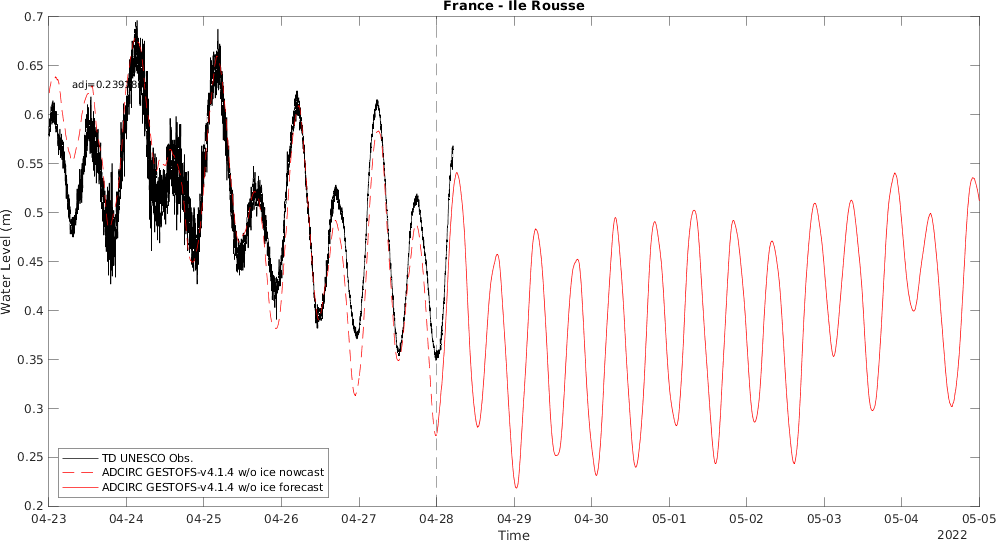 France - Ile Rousse
0.7
0.65
0.6
0.55
0.5
0.45
0.4
0.35
0.3
0.25
0.2
Water Level (m)
TD UNESCO Obs.
ADCIRC GESTOFS-v4.1.4 w/o ice nowcast
ADCIRC GESTOFS-v4.1.4 w/o ice forecast
04-23 04-24 04-25 04-26 04-27 04-28 04-29 04-30 05-01 05-02 05-03 05-04 05-05
Time
2022